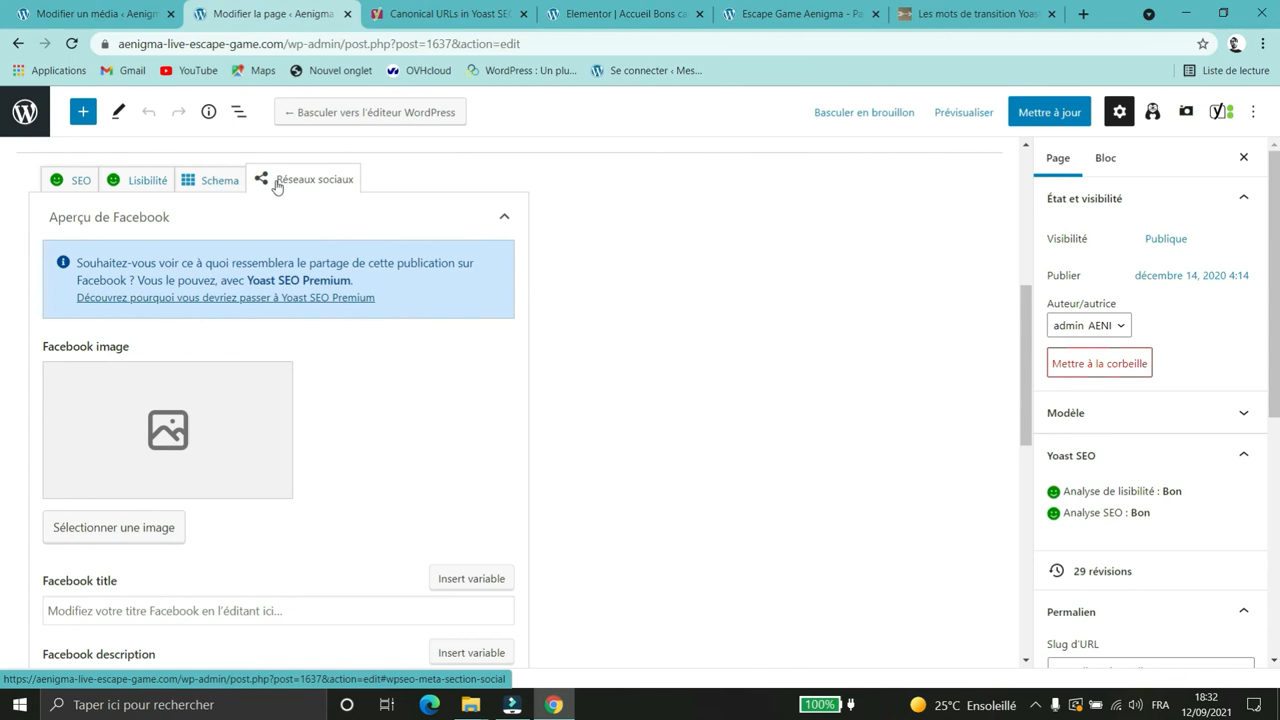 Modifier un média ‹ Aenigma
Modifier la page ‹ Aenigma
Canonical URLs in Yoast SEO
Elementor | Accueil Bons ca
Escape Game Aenigma - Pa
Les mots de transition Yoast
aenigma-live-escape-game.com/wp-admin/post.php?post=1637&action=edit
Applications
Gmail
YouTube
Maps
Nouvel onglet
OVHcloud
WordPress : Un plu...
Se connecter ‹ Mes...
Liste de lecture
← Basculer vers l'éditeur WordPress
Basculer en brouillon
Prévisualiser
Mettre à jour
SEO
Lisibilité
Schema
Réseaux sociaux
Aperçu de Facebook
Souhaitez-vous voir ce à quoi ressemblera le partage de cette publication sur
Facebook ? Vous le pouvez, avec Yoast SEO Premium.
Découvrez pourquoi vous devriez passer à Yoast SEO Premium
Facebook image
Sélectionner une image
Facebook title
Insert variable
Modifiez votre titre Facebook en l'éditant ici...
Facebook description
Insert variable
Page
Bloc
État et visibilité
Visibilité
Publique
Publier
décembre 14, 2020 4:14
Auteur/autrice
admin AENI
Mettre à la corbeille
Modèle
Yoast SEO
Analyse de lisibilité : Bon
Analyse SEO : Bon
29 révisions
Permalien
Slug d'URL
https://aenigma-live-escape-game.com/wp-admin/post.php?post=1637&action=edit#wpseo-meta-section-social
Taper ici pour rechercher
100%
25°C Ensoleillé
FRA
18:32
12/09/2021